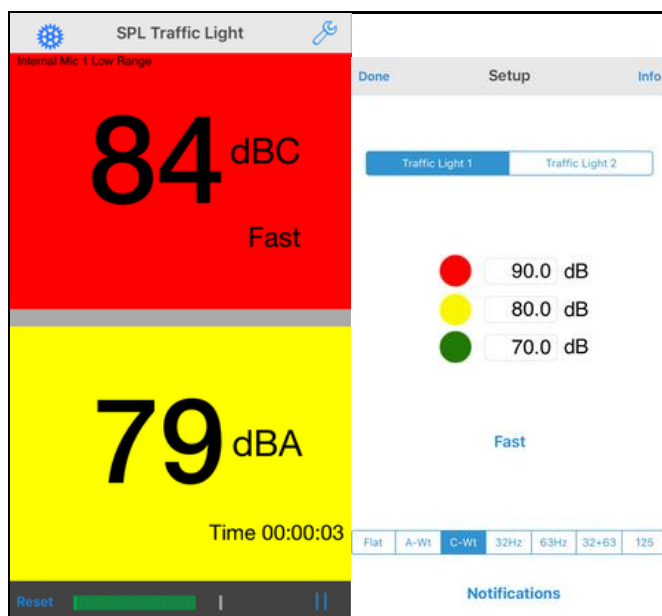 SPL Traffic Light
Internal Mic 1 Low Range
84 dBC
Fast
79 dBA
Time 00:00:03
Reset
Done Setup Info
Traffic Light 1 Traffic Light 2
90.0 dB
80.0 dB
70.0 dB
Fast
Flat A-Wt C-Wt 32Hz 63Hz 32+63 125
Notifications